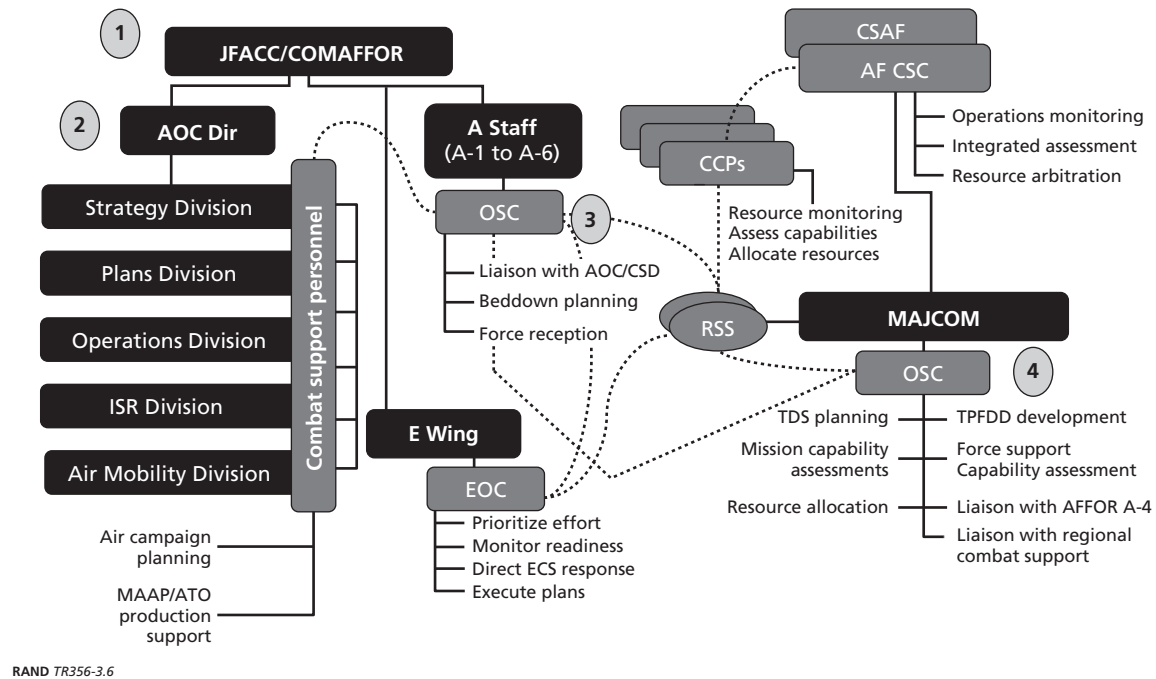 1
JFACC/COMAFFOR
2
AOC Dir
A Staff
(A-1 to A-6)
CSAF
AF CSC
Operations monitoring
Integrated assessment
Resource arbitration
CCPs
Resource monitoring
Assess capabilities
Allocate resources
Combat support personnel
Strategy Division
Plans Division
Operations Division
ISR Division
Air Mobility Division
Air campaign
planning
MAAP/ATO
production
support
OSC
3
Liaison with AOC/CSD
Beddown planning
Force reception
E Wing
EOC
Prioritize effort
Monitor readiness
Direct ECS response
Execute plans
RSS
MAJCOM
OSC
4
TDS planning
TPFDD development
Mission capability
assessments
Force support
Capability assessment
Resource allocation
Liaison with AFFOR A-4
Liaison with regional
combat support
RAND TR356-3.6